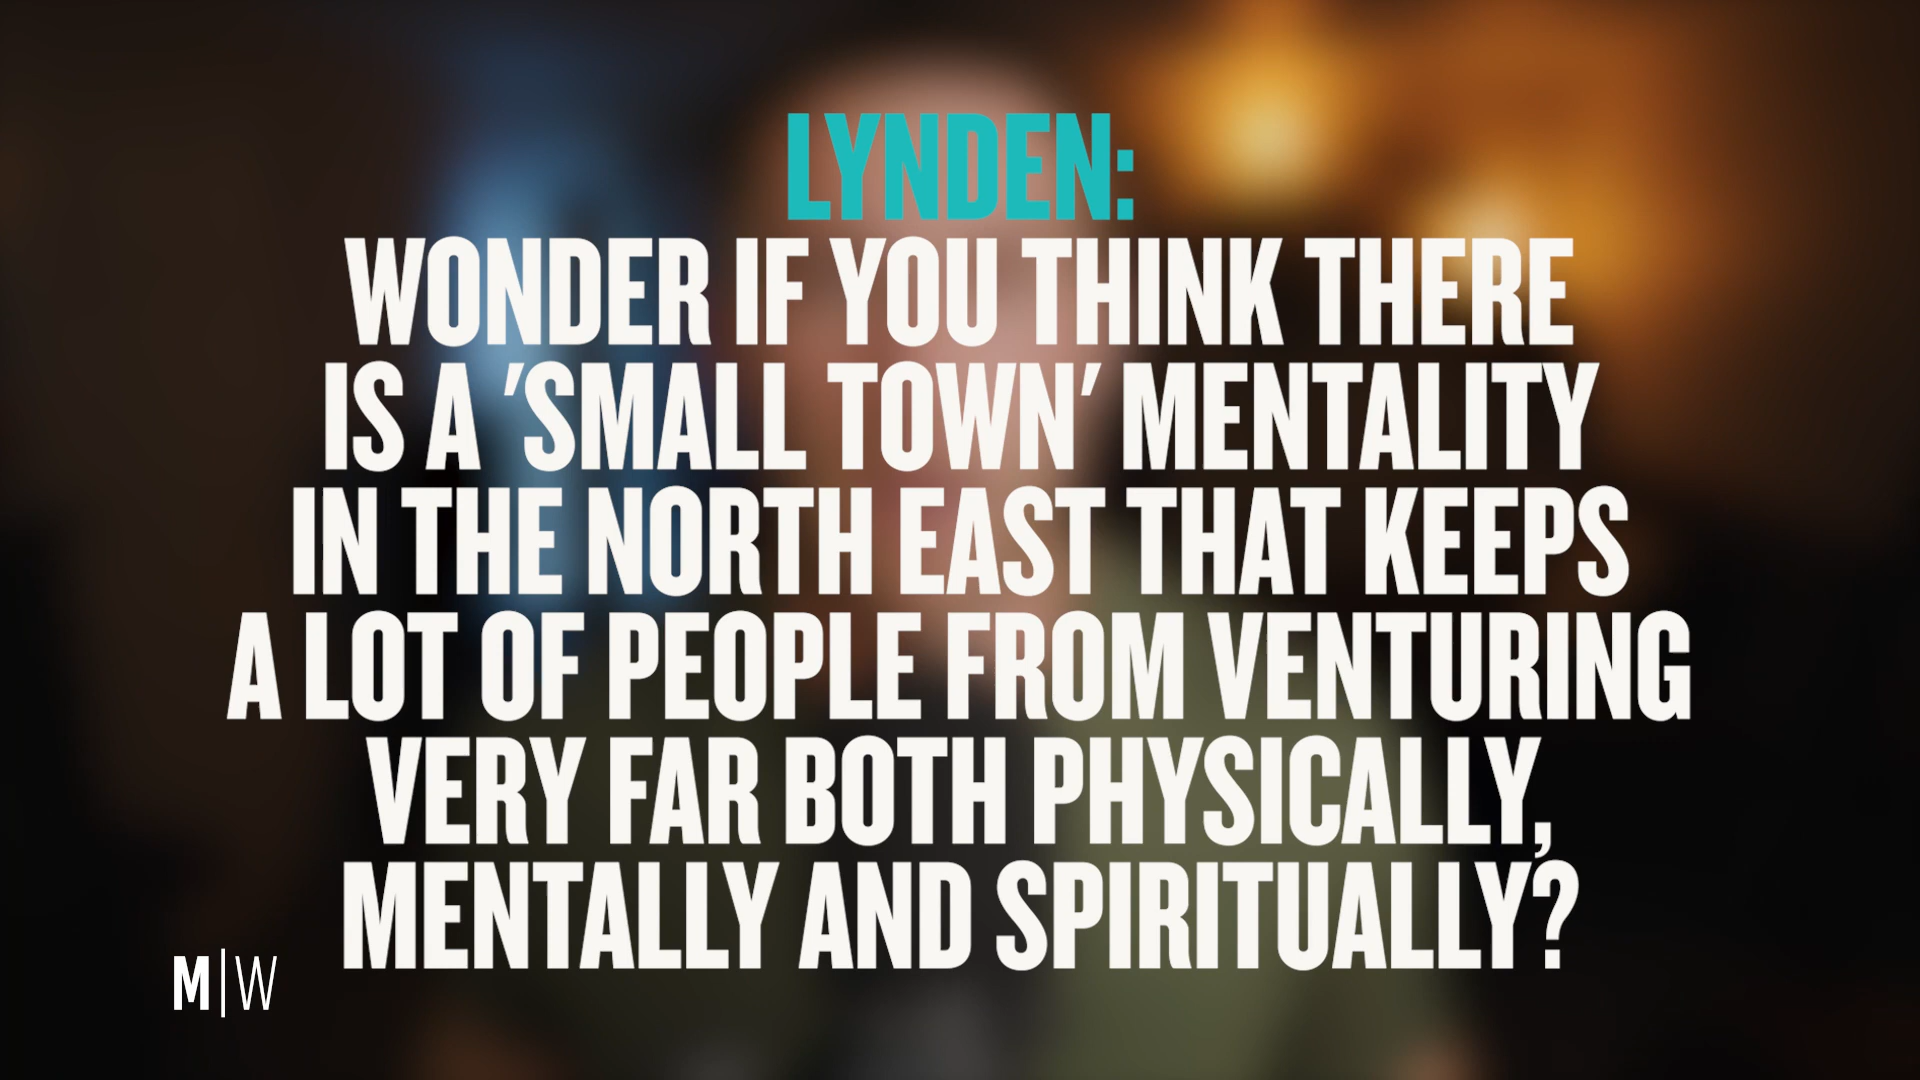 LYNDEN:
WONDER IF YOU THINK THERE
IS A 'SMALL TOWN' MENTALITY
IN THE NORTH EAST THAT KEEPS
A LOT OF PEOPLE FROM VENTURING
VERY FAR BOTH PHYSICALLY,
MENTALLY AND SPIRITUALLY?
M|W